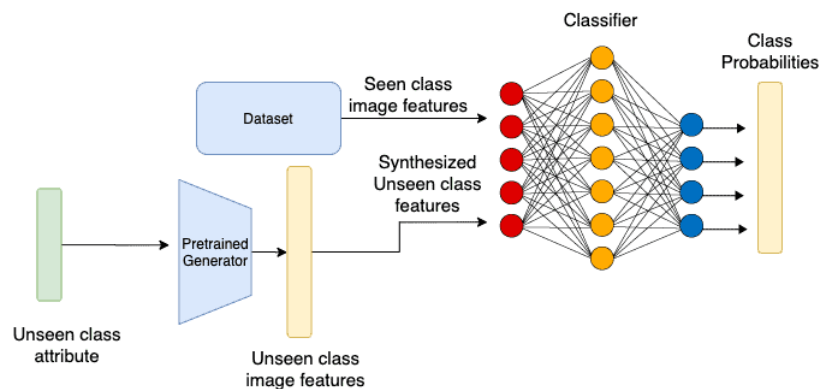 Classifier
Class
Probabilities
Seen class
image features
Dataset
Synthesized
Unseen class
features
Pretrained
Generator
Unseen class
attribute
Unseen class
image features